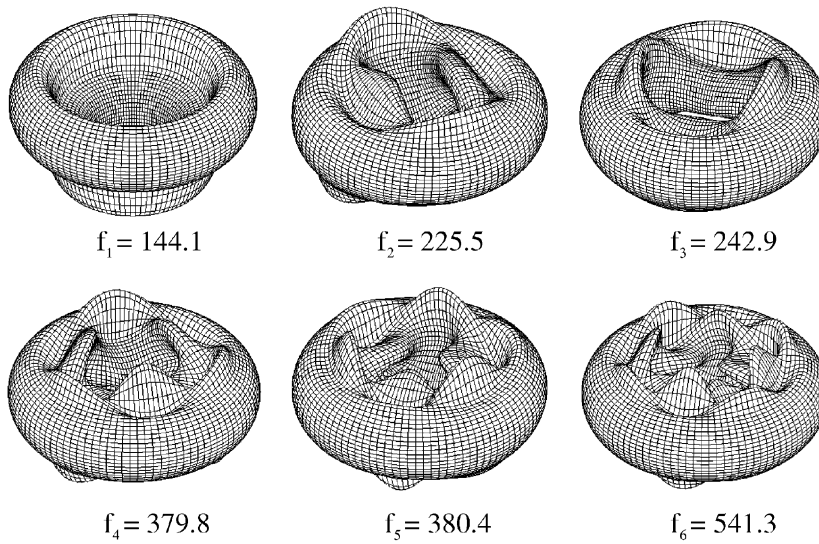 f₁ = 144.1
f₂ = 225.5
f₃ = 242.9
f₄ = 379.8
f₅ = 380.4
f₆ = 541.3